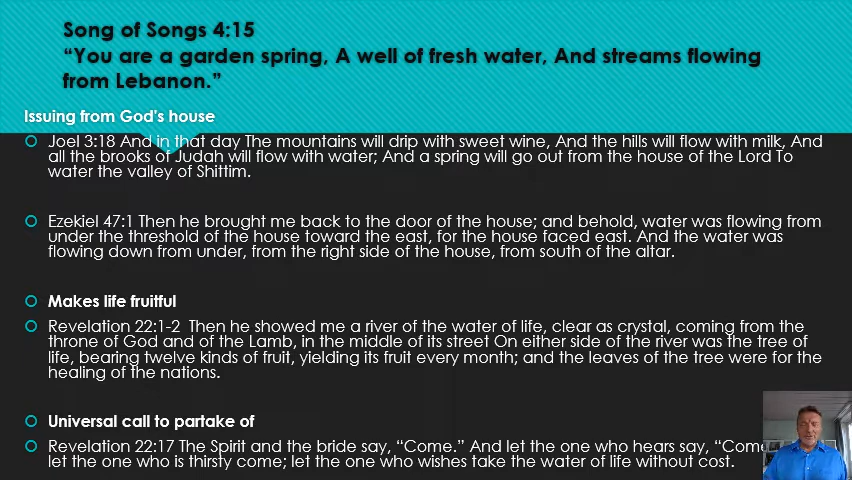 Song of Songs 4:15
“You are a garden spring, A well of fresh water, And streams flowing
from Lebanon.”
Issuing from God's house
Joel 3:18 And in that day The mountains will drip with sweet wine, And the hills will flow with milk, And
all the brooks of Judah will flow with water; And a spring will go out from the house of the Lord To
water the valley of Shittim.
Ezekiel 47:1 Then he brought me back to the door of the house; and behold, water was flowing from
under the threshold of the house toward the east, for the house faced east. And the water was
flowing down from under, from the right side of the house, from south of the altar.
Makes life fruitful
Revelation 22:1-2 Then he showed me a river of the water of life, clear as crystal, coming from the
throne of God and of the Lamb, in the middle of its street On either side of the river was the tree of
life, bearing twelve kinds of fruit, yielding its fruit every month; and the leaves of the tree were for the
healing of the nations.
Universal call to partake of
Revelation 22:17 The Spirit and the bride say, “Come.” And let the one who hears say, “Com
let the one who is thirsty come; let the one who wishes take the water of life without cost.